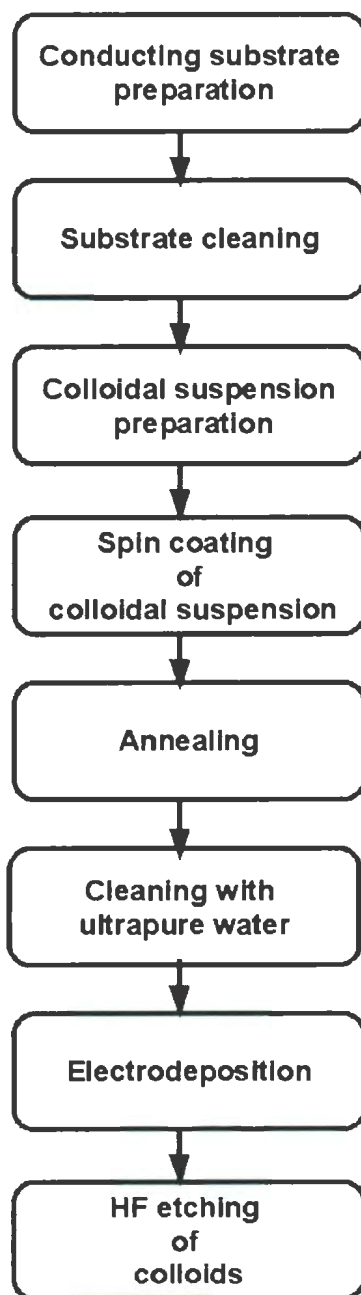 Conducting substrate
preparation
Substrate cleaning
Colloidal suspension
preparation
Spin coating
of
colloidal suspension
Annealing
Cleaning with
ultrapure water
Electrodeposition
HF etching
of
colloids